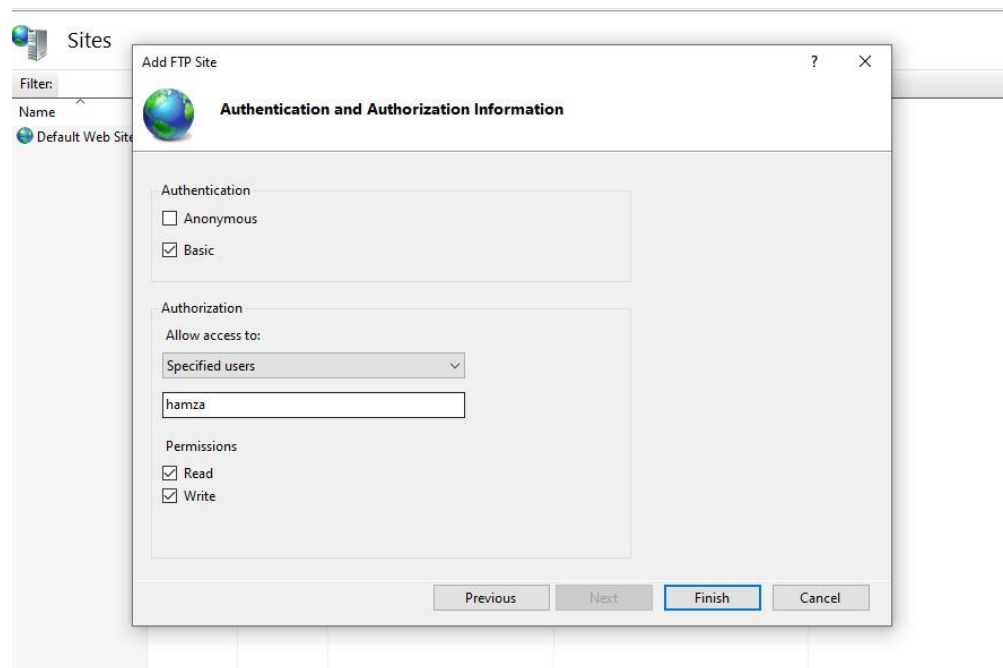 Sites
Add FTP Site
?
Filter:
Authentication and Authorization Information
Name
Default Web Site
Authentication
Anonymous
Basic
Authorization
Allow access to:
Specified users
hamza
Permissions
Read
Write
Previous
Next
Finish
Cancel